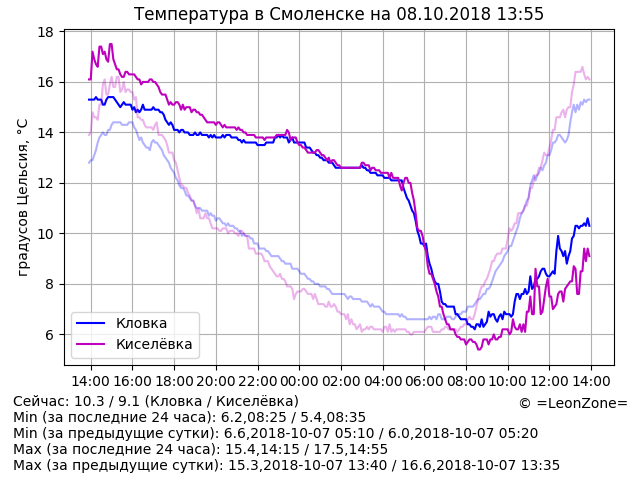 Температура в Смоленске на 08.10.2018 13:55
градусов Цельсия, °C
18
16
14
12
10
8
6
Кловка
Киселёвка
14:00 16:00 18:00 20:00 22:00 00:00 02:00 04:00 06:00 08:00 10:00 12:00 14:00
Сейчас: 10.3 / 9.1 (Кловка / Киселёвка)
© =LeonZone=
Min (за последние 24 часа): 6.2,08:25 / 5.4,08:35
Min (за предыдущие сутки): 6.6,2018-10-07 05:10 / 6.0,2018-10-07 05:20
Max (за последние 24 часа): 15.4,14:15 / 17.5,14:55
Max (за предыдущие сутки): 15.3,2018-10-07 13:40 / 16.6,2018-10-07 13:35